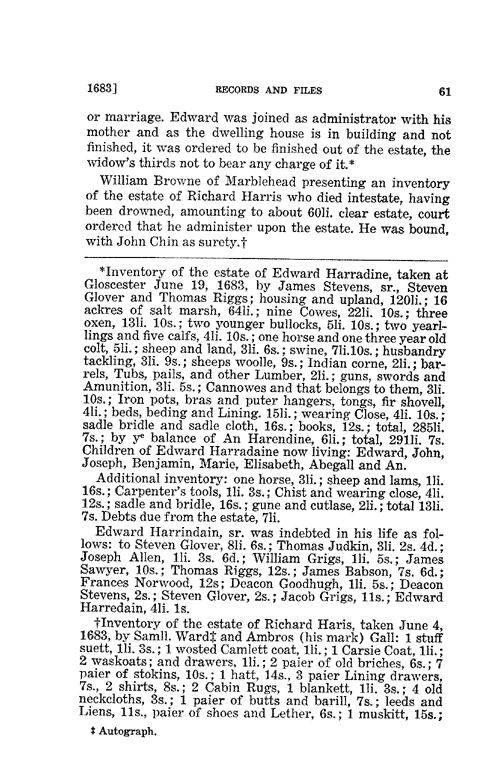 1683]	RECORDS AND FILES	61
or marriage. Edward was joined as administrator with his
mother and as the dwelling house is in building and not
finished, it was ordered to be finished out of the estate, the
widow's thirds not to bear any charge of it.*
William Browne of Marblehead presenting an inventory
of the estate of Richard Harris who died intestate, having
been drowned, amounting to about 60li. clear estate, court
ordered that he administer upon the estate. He was bound,
with John Chin as surety.†
*Inventory of the estate of Edward Harradine, taken at
Gloscester June 19, 1683, by James Stevens, sr., Steven
Glover and Thomas Riggs; housing and upland, 120li.; 16
ackres of salt marsh, 64li.; nine Cowes, 22li. 10s.; three
oxen, 13li. 10s.; two younger bullocks, 5li. 10s.; two yearl-
lings and five calfs, 4li. 10s.; one horse and one three year old
colt, 5li.; sheep and land, 3li. 6s.; swine, 7li.10s.; husbandry
tackling, 3li. 9s.; sheeps woolle, 9s.; Indian corne, 2li.; bar-
rels, Tubs, pails, and other Lumber, 2li.; guns, swords and
Amunition, 3li. 5s.; Cannowes and that belongs to them, 3li.
10s.; Iron pots, bras and puter hangers, tongs, fir shovell,
4li.; beds, beding and Lining. 15li.; wearing Close, 4li. 10s.;
sadle bridle and sadle cloth, 16s.; books, 12s.; total, 285li.
7s.; by yᵉ balance of An Harendine, 6li.; total, 291li. 7s.
Children of Edward Harradaine now living: Edward, John,
Joseph, Benjamin, Marie, Elisabeth, Abegall and An.
Additional inventory: one horse, 3li.; sheep and lams, 1li.
16s.; Carpenter's tools, 1li. 3s.; Chist and wearing close, 4li.
12s.; sadle and bridle, 16s.; gune and cutlase, 2li.; total 13li.
7s. Debts due from the estate, 7li.
Edward Harrindain, sr. was indebted in his life as fol-
lows: to Steven Glover, 8li. 6s.; Thomas Judkin, 3li. 2s. 4d.;
Joseph Allen, 1li. 3s. 6d.; William Grigs, 1li. 5s.; James
Sawyer, 10s.; Thomas Riggs, 12s.; James Babson, 7s. 6d.;
Frances Norwood, 12s; Deacon Goodhugh, 1li. 5s.; Deacon
Stevens, 2s.; Steven Glover, 2s.; Jacob Grigs, 11s.; Edward
Harredain, 4li. 1s.
†Inventory of the estate of Richard Haris, taken June 4,
1683, by Samll. Ward‡ and Ambros (his mark) Gall: 1 stuff
suett, 1li. 3s.; 1 wosted Camlett coat, 1li.; 1 Carsie Coat, 1li.;
2 waskoats; and drawers, 1li.; 2 paier of old briches, 6s.; 7
paier of stokins, 10s.; 1 hatt, 14s., 3 paier Lining drawers,
7s., 2 shirts, 8s.; 2 Cabin Rugs, 1 blankett, 1li. 3s.; 4 old
neckcloths, 3s.; 1 paier of butts and barill, 7s.; leeds and
Liens, 11s., paier of shoes and Lether, 6s.; 1 muskitt, 15s.;
‡ Autograph.